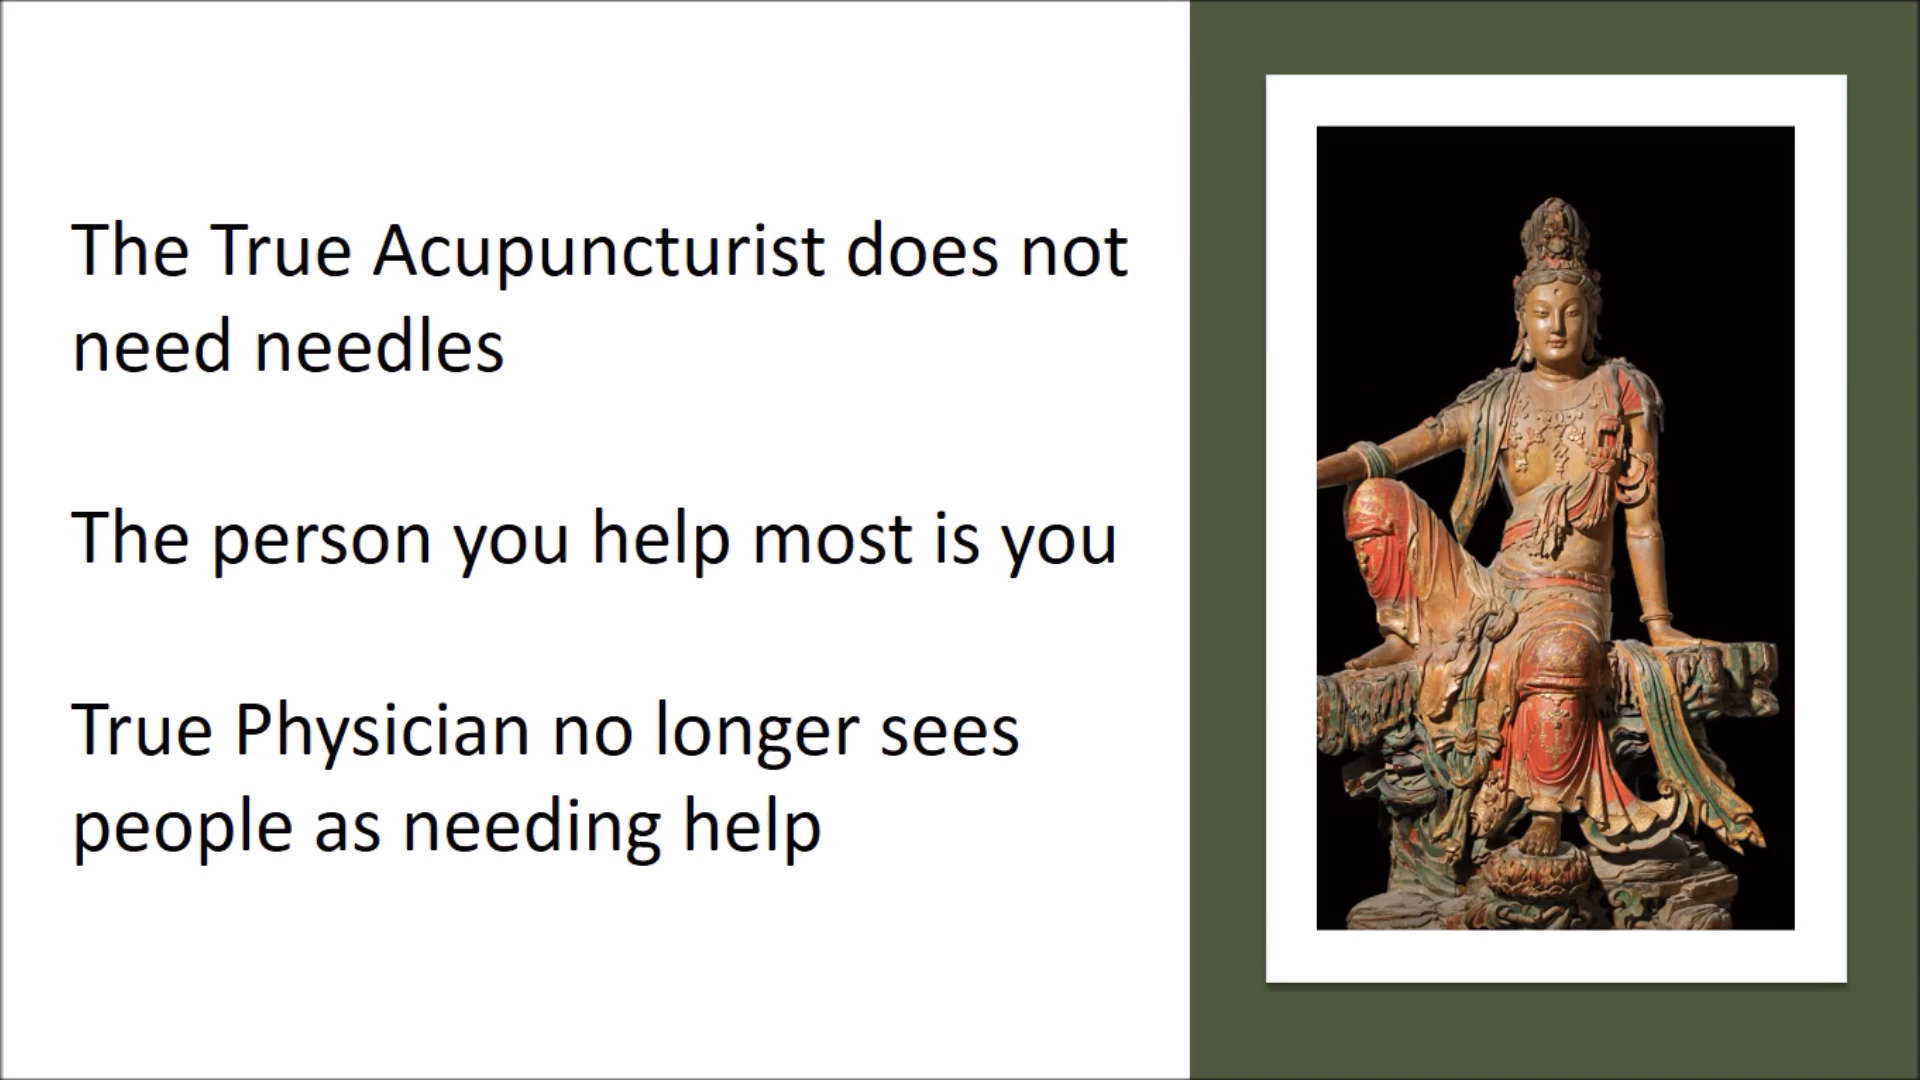 The True Acupuncturist does not
need needles
The person you help most is you
True Physician no longer sees
people as needing help